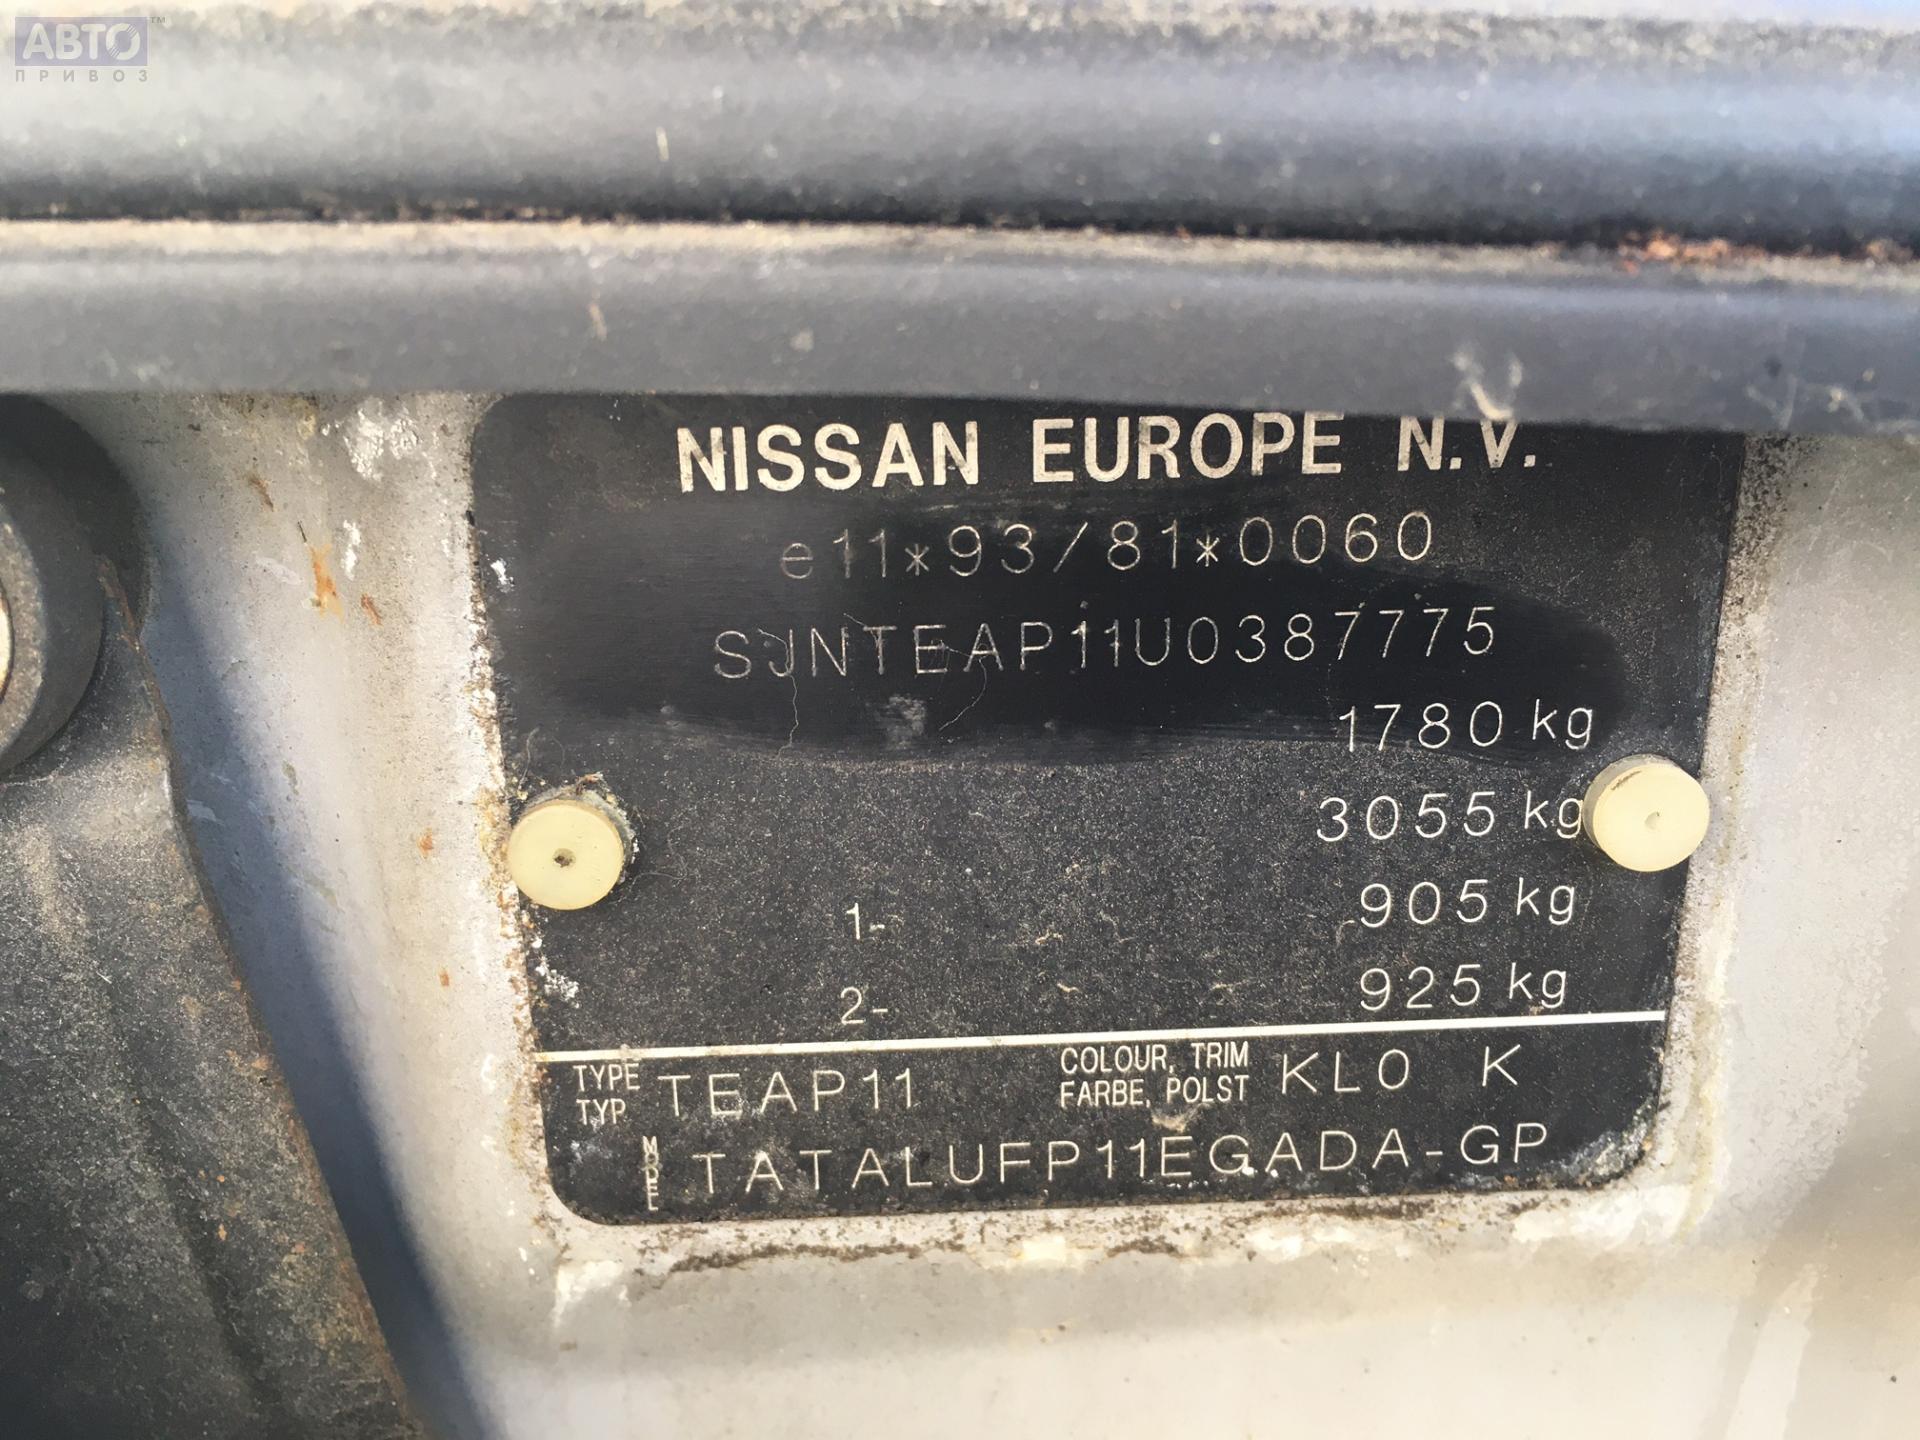 АВТО™
ПРИВОЗ
NISSAN EUROPE N.V.
e11*93/81*0060
SJNTEAP11U0387775
1780 kg
3055 kg
1- 905 kg
2- 925 kg
TYPE TYP TEAP11 COLOUR, TRIM FARBE, POLST KL0 K
MODEL TATALUFP11EGADA-GP